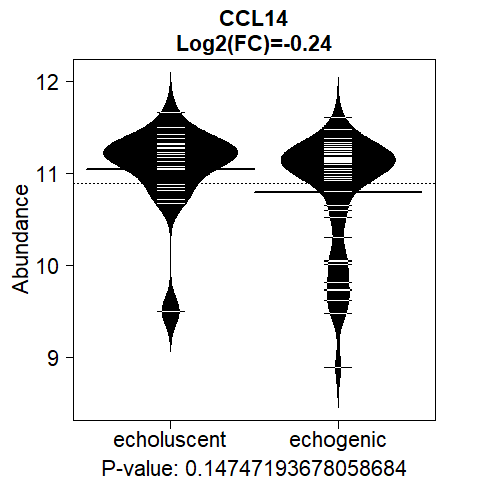 CCL14
Log2(FC)=-0.24
Abundance
12
11
10
9
echoluscent echogenic
P-value: 0.14747193678058684